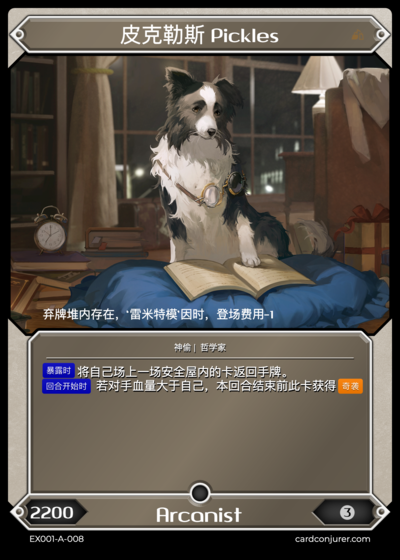 皮克勒斯 Pickles
弃牌堆内存在，"雷米特模"因时，登场费用-1
神偷 | 哲学家
暴露时 将自己场上一场安全屋内的卡返回手牌。
回合开始时 若对手血量大于自己，本回合结束前此卡获得 奇袭
2200
Arcanist
3
EX001-A-008
cardconjurer.com